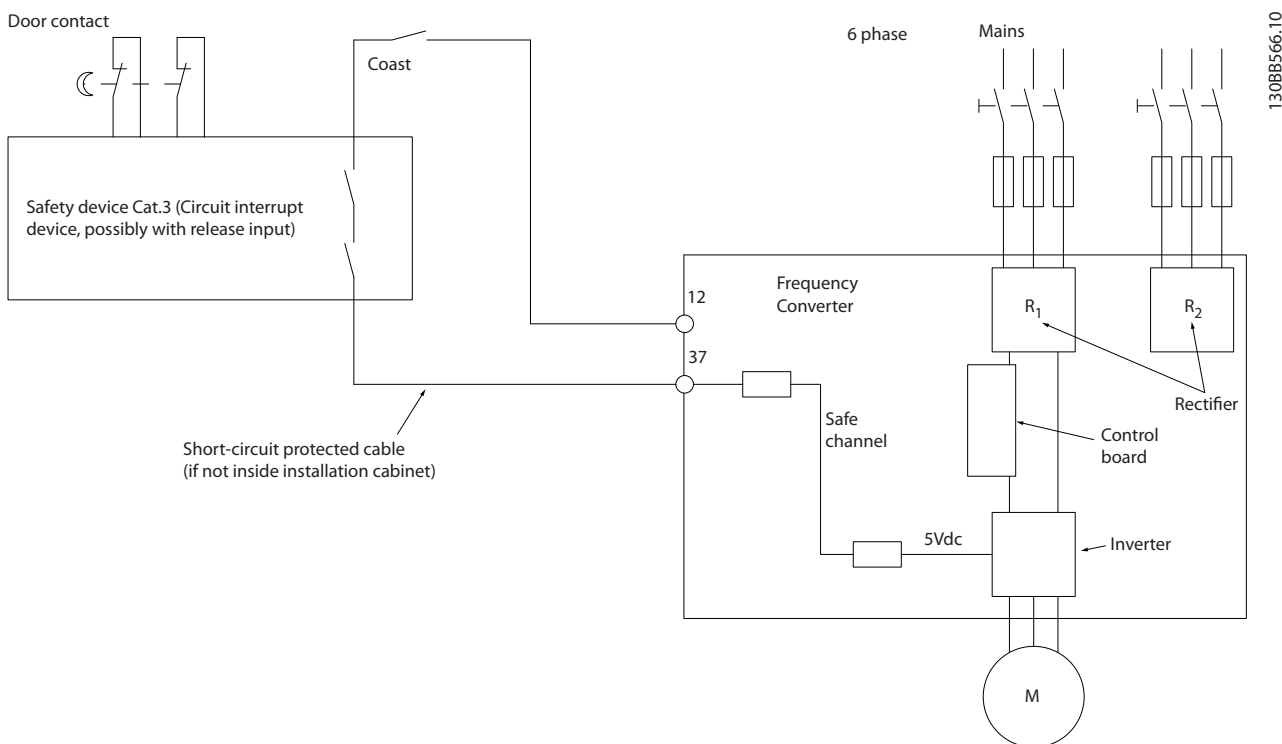 Door contact
Coast
6 phase
Mains
130BB566.10
Safety device Cat.3 (Circuit interrupt
device, possibly with release input)
12
Frequency
Converter
R1
R2
37
Rectifier
Safe
channel
Control
board
Short-circuit protected cable
(if not inside installation cabinet)
5Vdc
Inverter
M